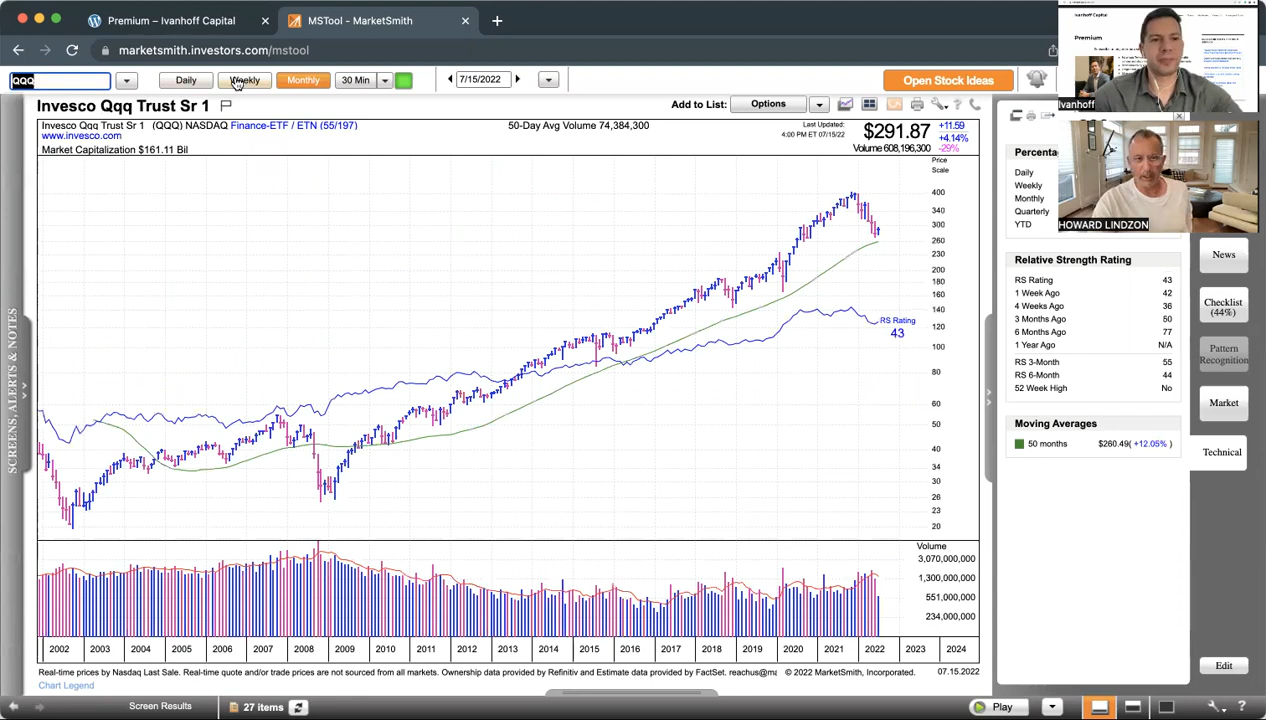 Premium – Ivanhoff Capital
MSTool - MarketSmith
marketsmith.investors.com/mstool
QQQ
Daily
Weekly
Monthly
30 Min
7/15/2022
Open Stock Ideas
Invesco Qqq Trust Sr 1
Add to List:
Options
Invesco Qqq Trust Sr 1 (QQQ) NASDAQ Finance-ETF / ETN (55/197)
50-Day Avg Volume 74,384,300
www.invesco.com
Market Capitalization $161.11 Bil
Last Updated:
4:00 PM ET 07/15/22
$291.87
+11.59
+4.14%
Volume 608,196,300
-29%
Price
Scale
400
340
300
260
230
200
180
160
140
120
100
80
60
50
40
34
30
26
23
20
RS Rating
43
Volume
3,070,000,000
1,300,000,000
551,000,000
234,000,000
2002 2003 2004 2005 2006 2007 2008 2009 2010 2011 2012 2013 2014 2015 2016 2017 2018 2019 2020 2021 2022 2023 2024
Real-time prices by Nasdaq Last Sale. Real-time quote and/or trade prices are not sourced from all markets. Ownership data provided by Refinitiv and Estimate data provided by FactSet. reachus@ma © 2022 MarketSmith, Incorporated.
07.15.2022
Chart Legend
SCREENS, ALERTS & NOTES
Percenta
Daily
Weekly
Monthly
Quarterly
YTD
Relative Strength Rating
RS Rating 43
1 Week Ago 42
4 Weeks Ago 36
3 Months Ago 50
6 Months Ago 77
1 Year Ago N/A
RS 3-Month 55
RS 6-Month 44
52 Week High No
Moving Averages
50 months $260.49( +12.05% )
News
Checklist
(44%)
Pattern
Recognition
Market
Technical
Edit
Ivanhoff Capital
Premium
Ivanhoff
HOWARD LINDZON
Screen Results
27 items
Play